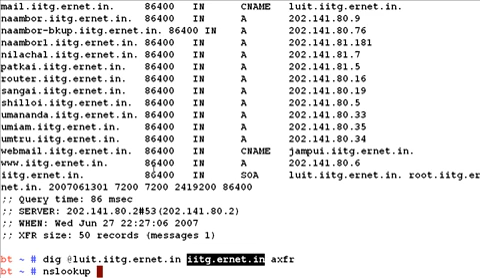 mail.iitg.ernet.in. 86400 IN CNAME luit.iitg.ernet.in.
naambor.iitg.ernet.in. 86400 IN A 202.141.80.9
naambor-bkup.iitg.ernet.in. 86400 IN A 202.141.80.76
naambor1.iitg.ernet.in. 86400 IN A 202.141.81.181
nilachal.iitg.ernet.in. 86400 IN A 202.141.81.7
patkai.iitg.ernet.in. 86400 IN A 202.141.81.5
router.iitg.ernet.in. 86400 IN A 202.141.80.16
sangai.iitg.ernet.in. 86400 IN A 202.141.80.19
shilloi.iitg.ernet.in. 86400 IN A 202.141.80.5
umananda.iitg.ernet.in. 86400 IN A 202.141.80.33
umiam.iitg.ernet.in. 86400 IN A 202.141.80.35
umtru.iitg.ernet.in. 86400 IN A 202.141.80.34
webmail.iitg.ernet.in. 86400 IN CNAME jampui.iitg.ernet.in.
www.iitg.ernet.in. 86400 IN A 202.141.80.6
iitg.ernet.in. 86400 IN SOA luit.iitg.ernet.in. root.iitg.er
net.in. 2007061301 7200 7200 2419200 86400
;; Query time: 86 msec
;; SERVER: 202.141.80.2#53(202.141.80.2)
;; WHEN: Wed Jun 27 22:27:06 2007
;; XFR size: 50 records (messages 1)
bt ~ # dig @luit.iitg.ernet.in iitg.ernet.in axfr
bt ~ # nslookup